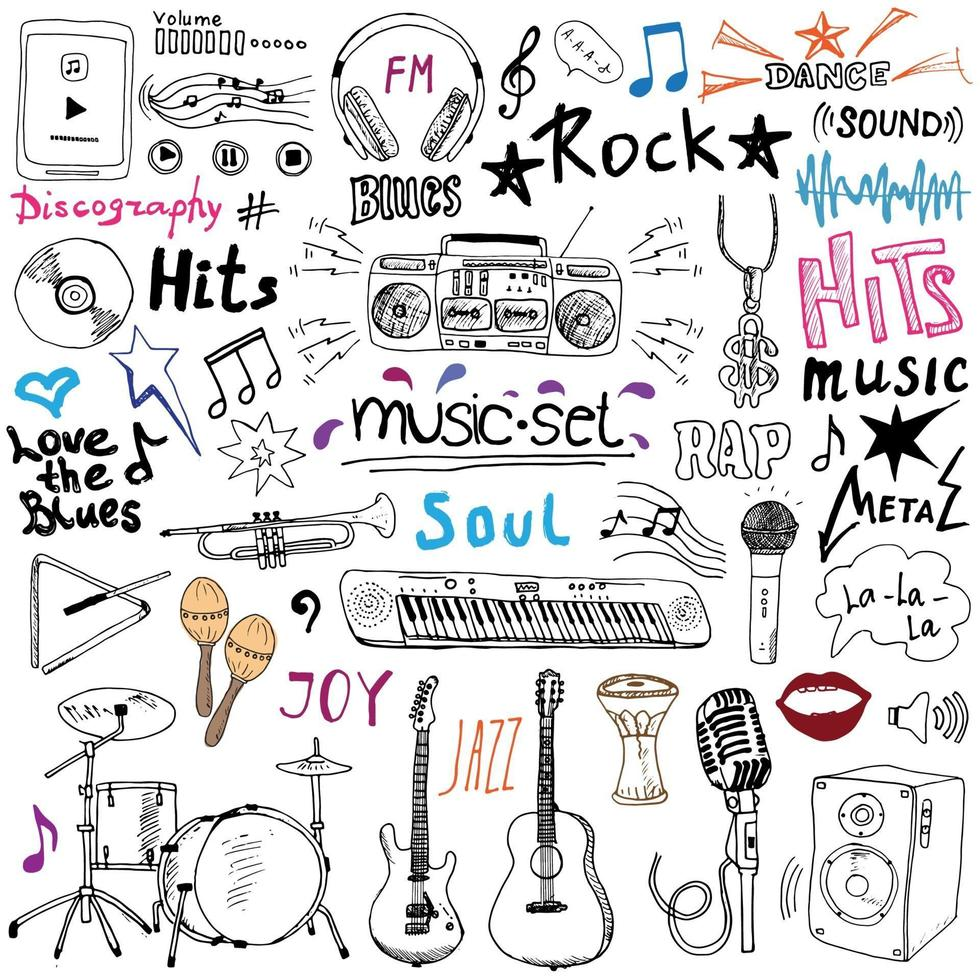 Volume
FM
A-A-A-a
DANCE
Rock
((SOUND))
Discography #
BLUES
Hits
HiTS
MUSIC
music•set
Love
the
Blues
RAP
Soul
METAL
La-La-
La
JOY
JAZZ